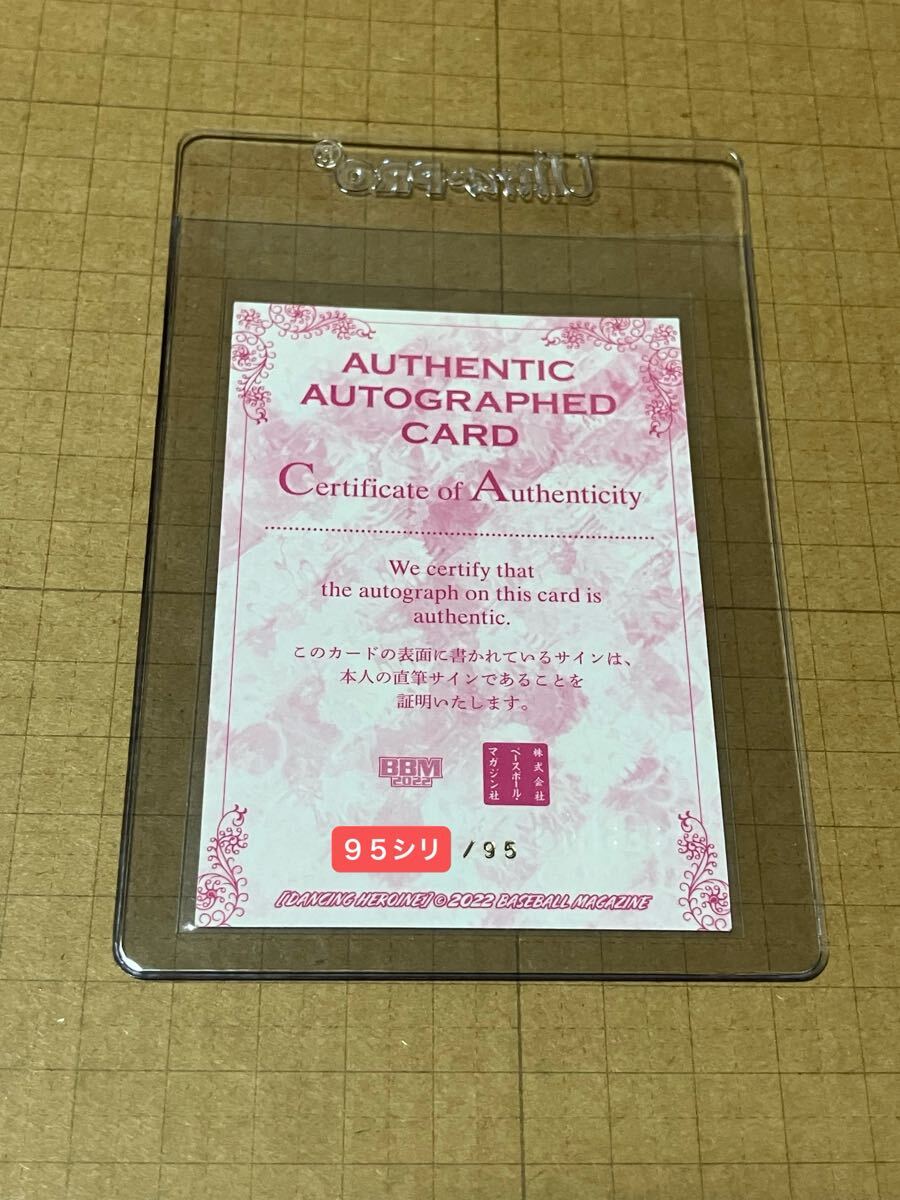 Ultra•PRO®
AUTHENTIC
AUTOGRAPHED
CARD
Certificate of Authenticity
We certify that
the autograph on this card is
authentic.
このカードの表面に書かれているサインは、
本人の直筆サインであることを
証明いたします。
BBM
2022
株式会社
ベースボール・
マガジン社
95シリ /95
[DANCING HEROINE] © 2022 BASEBALL MAGAZINE